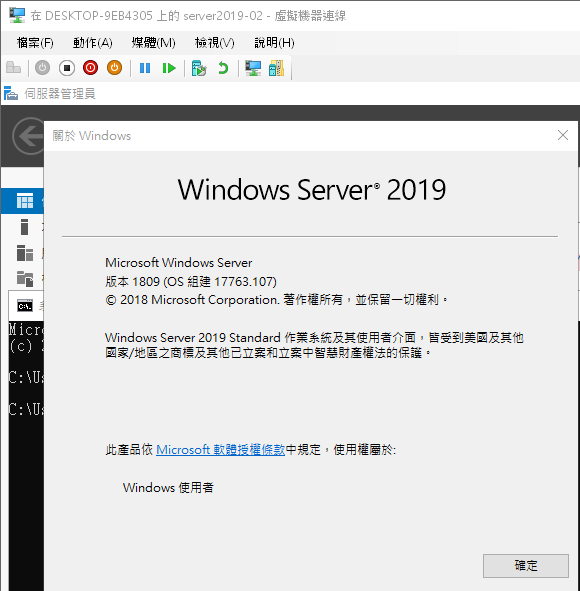 在 DESKTOP-9EB4305 上的 server2019-02 - 虛擬機器連線
檔案(F) 動作(A) 媒體(M) 檢視(V) 說明(H)
伺服器管理員
關於 Windows
Windows Server® 2019
Microsoft Windows Server
版本 1809 (OS 組建 17763.107)
© 2018 Microsoft Corporation. 著作權所有，並保留一切權利。
Windows Server 2019 Standard 作業系統及其使用者介面，皆受到美國及其他
國家/地區之商標及其他已立案和立案中智慧財產權法的保護。
Micro
(c) 2
C:\Us
C:\Us
此產品依 Microsoft 軟體授權條款中規定，使用權屬於:
Windows 使用者
確定